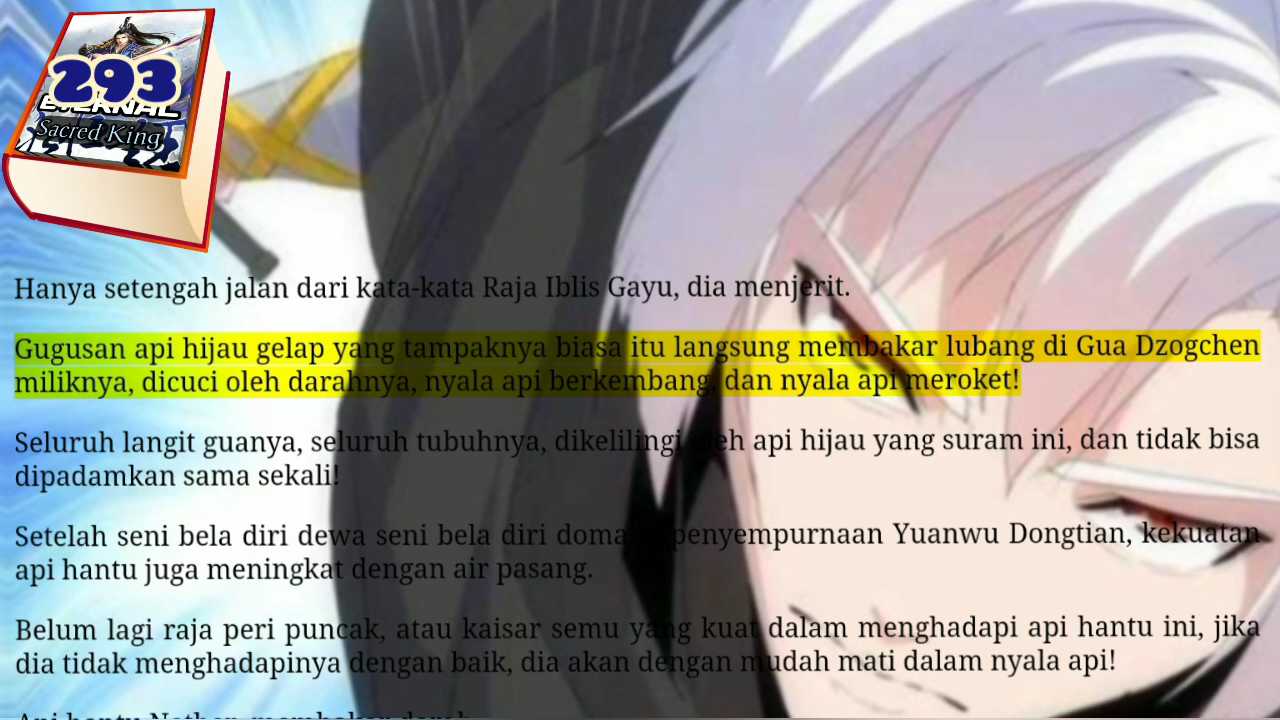 293
ETERNAL
Sacred King
Hanya setengah jalan dari kata-kata Raja Iblis Gayu, dia menjerit.
Gugusan api hijau gelap yang tampaknya biasa itu langsung membakar lubang di Gua Dzogchen
miliknya, dicuci oleh darahnya, nyala api berkembang, dan nyala api meroket!
Seluruh langit guanya, seluruh tubuhnya, dikelilingi oleh api hijau yang suram ini, dan tidak bisa
dipadamkan sama sekali!
Setelah seni bela diri dewa seni bela diri domain penyempurnaan Yuanwu Dongtian, kekuatan
api hantu juga meningkat dengan air pasang.
Belum lagi raja peri puncak, atau kaisar semu yang kuat dalam menghadapi api hantu ini, jika
dia tidak menghadapinya dengan baik, dia akan dengan mudah mati dalam nyala api!
Api hantu Nether membakar darah